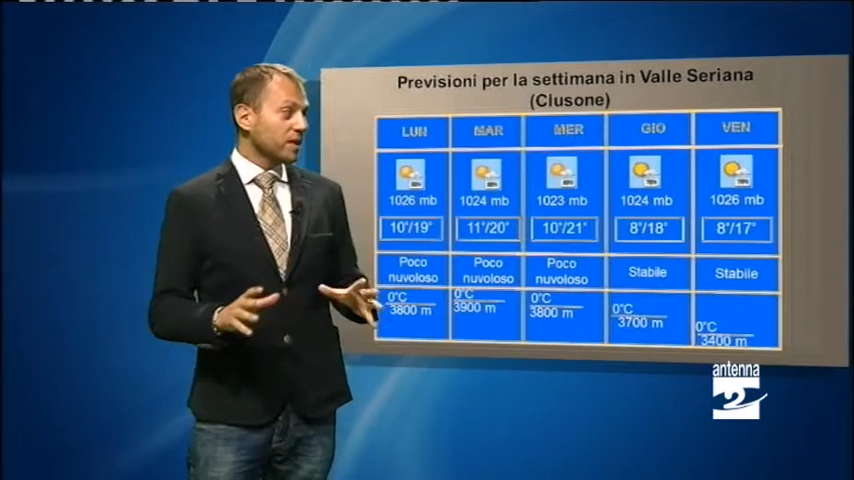 Previsioni per la settimana in Valle Seriana
(Clusone)
LUN MAR MER GIO VEN
1026 mb 1024 mb 1023 mb 1024 mb 1026 mb
10°/19° 11°/20° 10°/21° 8°/18° 8°/17°
Poco nuvoloso Poco nuvoloso Poco nuvoloso Stabile Stabile
0°C 0°C 0°C 0°C 0°C
3800 m 3900 m 3800 m 3700 m 3400 m
antenna
2